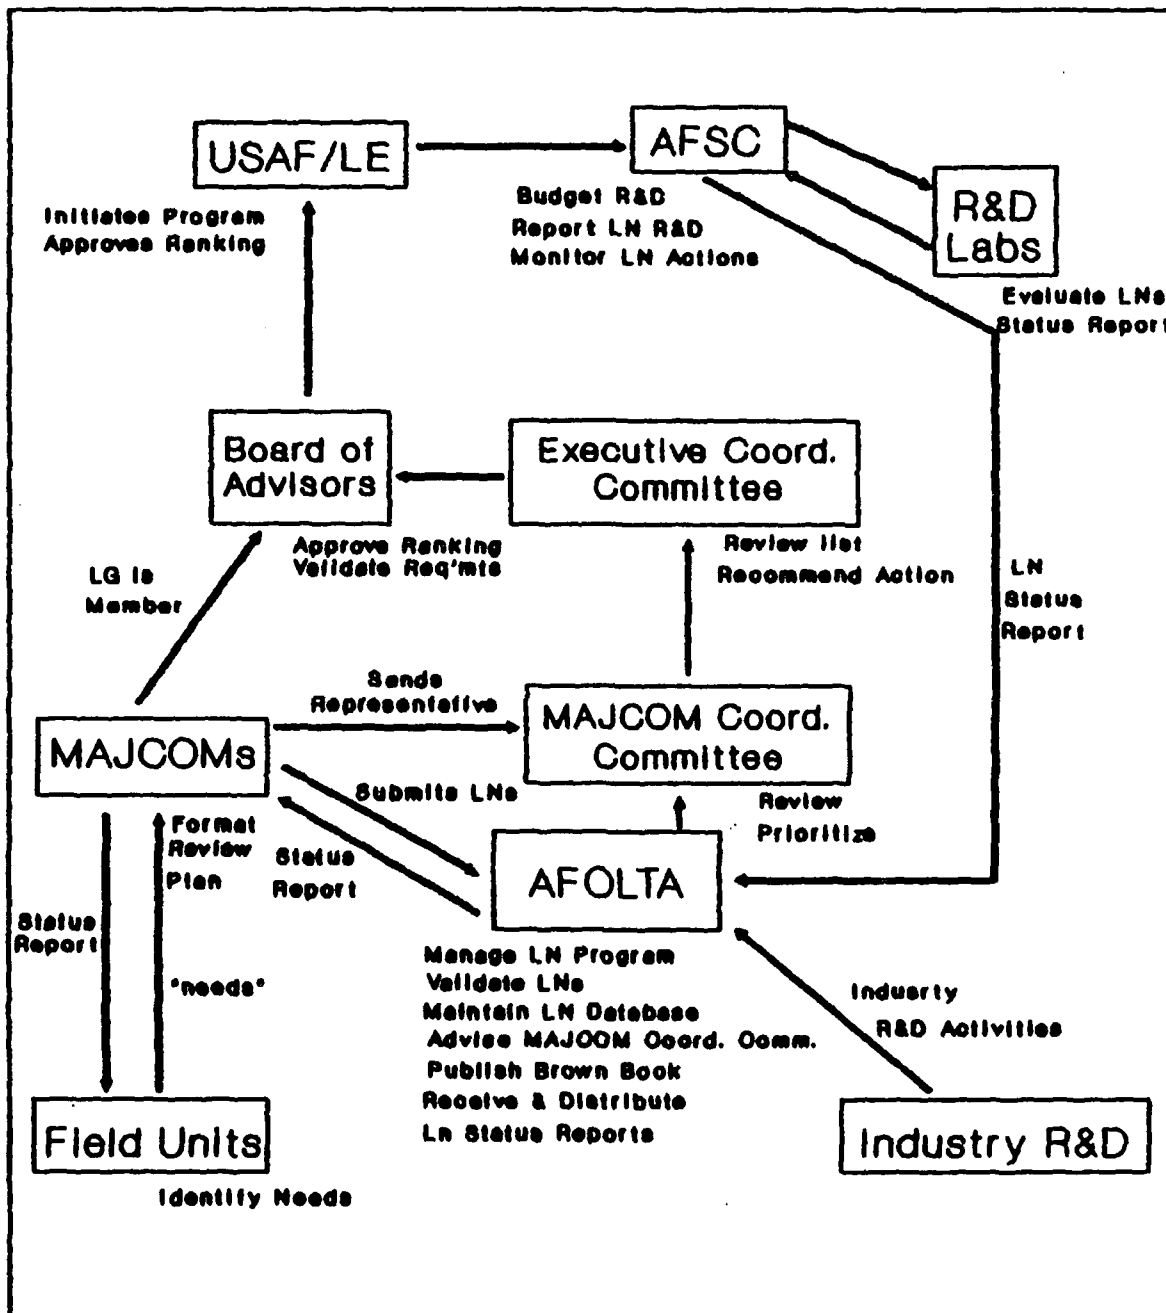 USAF/LE
AFSC
R&D
Labs
Initiates Program
Approves Ranking
Budget R&D
Report LN R&D
Monitor LN Actions
Evaluate LNs
Status Report
Board of
Advisors
Executive Coord.
Committee
Approve Ranking
Validate Req'mts
Review list
Recommend Action
LG is
Member
LN
Status
Report
Sends
Representative
MAJCOMs
MAJCOM Coord.
Committee
Submits LNs
Review
Prioritize
Format
Review
Plan
Status
Report
AFOLTA
Status
Report
"needs"
Manage LN Program
Validate LNs
Maintain LN Database
Advise MAJCOM Coord. Comm.
Publish Brown Book
Receive & Distribute
Ln Status Reports
Industry
R&D Activities
Field Units
Identify Needs
Industry R&D